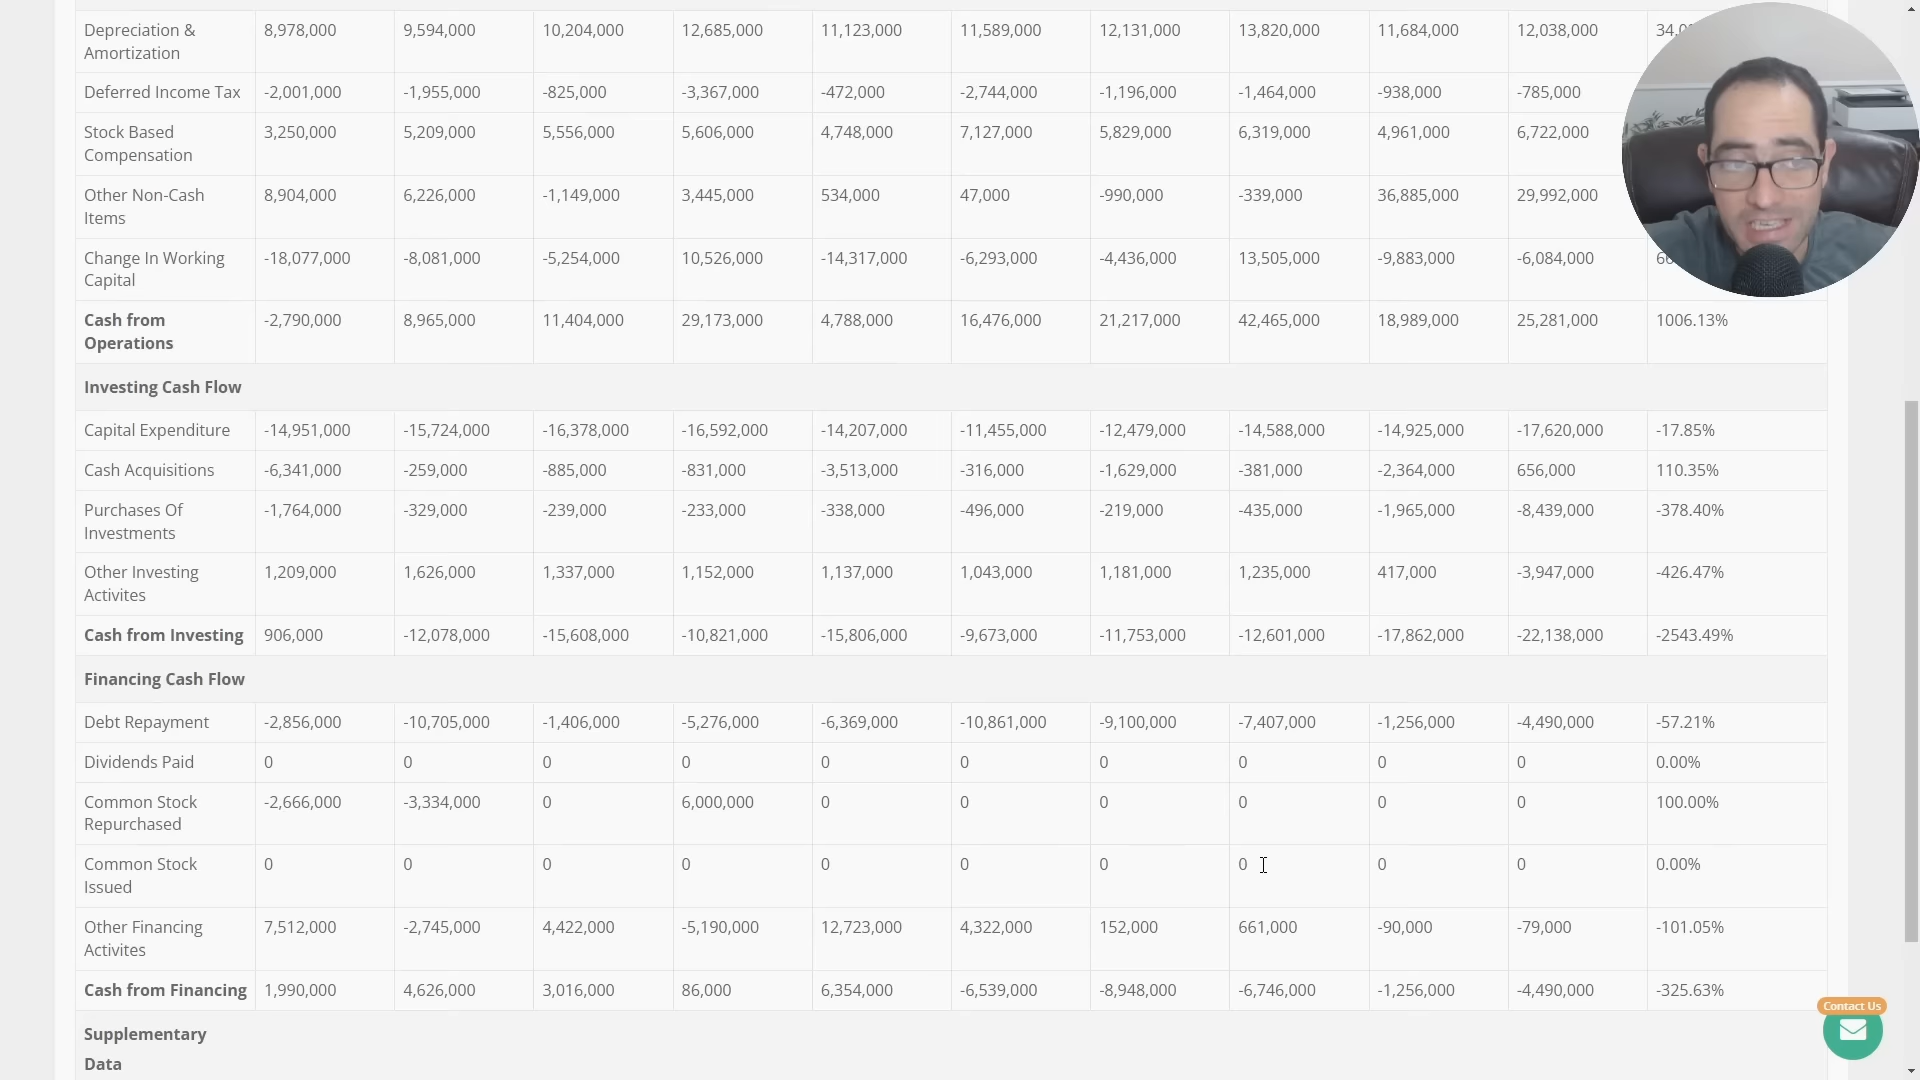 Depreciation & Amortization 8,978,000 9,594,000 10,204,000 12,685,000 11,123,000 11,589,000 12,131,000 13,820,000 11,684,000 12,038,000
Deferred Income Tax -2,001,000 -1,955,000 -825,000 -3,367,000 -472,000 -2,744,000 -1,196,000 -1,464,000 -938,000 -785,000
Stock Based Compensation 3,250,000 5,209,000 5,556,000 5,606,000 4,748,000 7,127,000 5,829,000 6,319,000 4,961,000 6,722,000
Other Non-Cash Items 8,904,000 6,226,000 -1,149,000 3,445,000 534,000 47,000 -990,000 -339,000 36,885,000 29,992,000
Change In Working Capital -18,077,000 -8,081,000 -5,254,000 10,526,000 -14,317,000 -6,293,000 -4,436,000 13,505,000 -9,883,000 -6,084,000
Cash from Operations -2,790,000 8,965,000 11,404,000 29,173,000 4,788,000 16,476,000 21,217,000 42,465,000 18,989,000 25,281,000 1006.13%
Investing Cash Flow
Capital Expenditure -14,951,000 -15,724,000 -16,378,000 -16,592,000 -14,207,000 -11,455,000 -12,479,000 -14,588,000 -14,925,000 -17,620,000 -17.85%
Cash Acquisitions -6,341,000 -259,000 -885,000 -831,000 -3,513,000 -316,000 -1,629,000 -381,000 -2,364,000 656,000 110.35%
Purchases Of Investments -1,764,000 -329,000 -239,000 -233,000 -338,000 -496,000 -219,000 -435,000 -1,965,000 -8,439,000 -378.40%
Other Investing Activites 1,209,000 1,626,000 1,337,000 1,152,000 1,137,000 1,043,000 1,181,000 1,235,000 417,000 -3,947,000 -426.47%
Cash from Investing 906,000 -12,078,000 -15,608,000 -10,821,000 -15,806,000 -9,673,000 -11,753,000 -12,601,000 -17,862,000 -22,138,000 -2543.49%
Financing Cash Flow
Debt Repayment -2,856,000 -10,705,000 -1,406,000 -5,276,000 -6,369,000 -10,861,000 -9,100,000 -7,407,000 -1,256,000 -4,490,000 -57.21%
Dividends Paid 0 0 0 0 0 0 0 0 0 0 0.00%
Common Stock Repurchased -2,666,000 -3,334,000 0 6,000,000 0 0 0 0 0 0 100.00%
Common Stock Issued 0 0 0 0 0 0 0 0 0 0 0.00%
Other Financing Activites 7,512,000 -2,745,000 4,422,000 -5,190,000 12,723,000 4,322,000 152,000 661,000 -90,000 -79,000 -101.05%
Cash from Financing 1,990,000 4,626,000 3,016,000 86,000 6,354,000 -6,539,000 -8,948,000 -6,746,000 -1,256,000 -4,490,000 -325.63%
Contact Us
Supplementary
Data